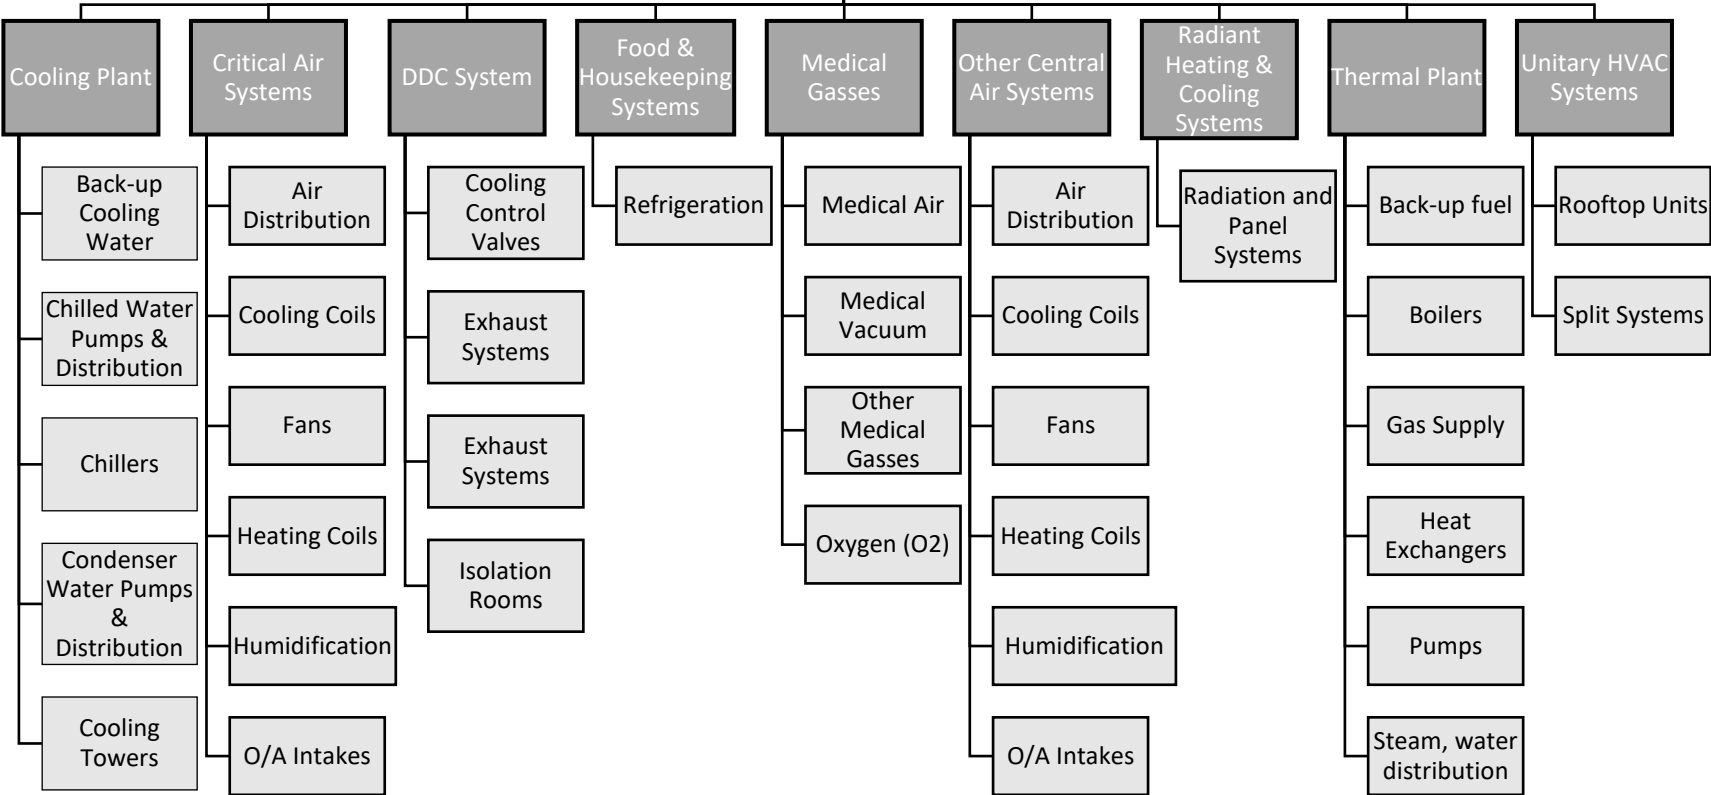 Cooling Plant
Critical Air
Systems
DDC System
Food &
Housekeeping
Systems
Medical
Gasses
Other Central
Air Systems
Radiant
Heating &
Cooling
Systems
Thermal Plant
Unitary HVAC
Systems
Back-up
Cooling
Water
Chilled Water
Pumps &
Distribution
Chillers
Condenser
Water Pumps
&
Distribution
Cooling
Towers
Air
Distribution
Cooling Coils
Fans
Heating Coils
Humidification
O/A Intakes
Cooling
Control
Valves
Exhaust
Systems
Exhaust
Systems
Isolation
Rooms
Refrigeration
Medical Air
Medical
Vacuum
Other
Medical
Gasses
Oxygen (O2)
Air
Distribution
Cooling Coils
Fans
Heating Coils
Humidification
O/A Intakes
Radiation and
Panel
Systems
Back-up fuel
Boilers
Gas Supply
Heat
Exchangers
Pumps
Steam, water
distribution
Rooftop Units
Split Systems